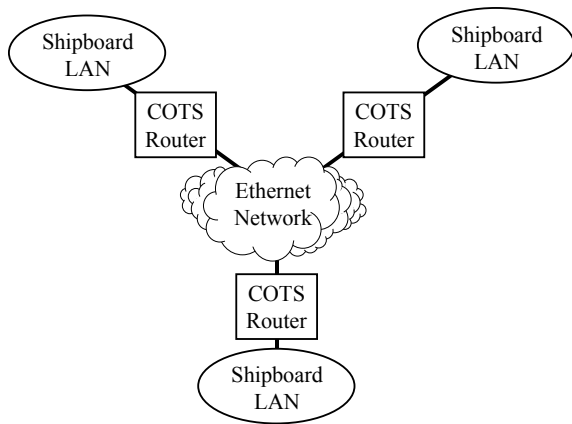 Shipboard
LAN
Shipboard
LAN
COTS
Router
COTS
Router
Ethernet
Network
COTS
Router
Shipboard
LAN